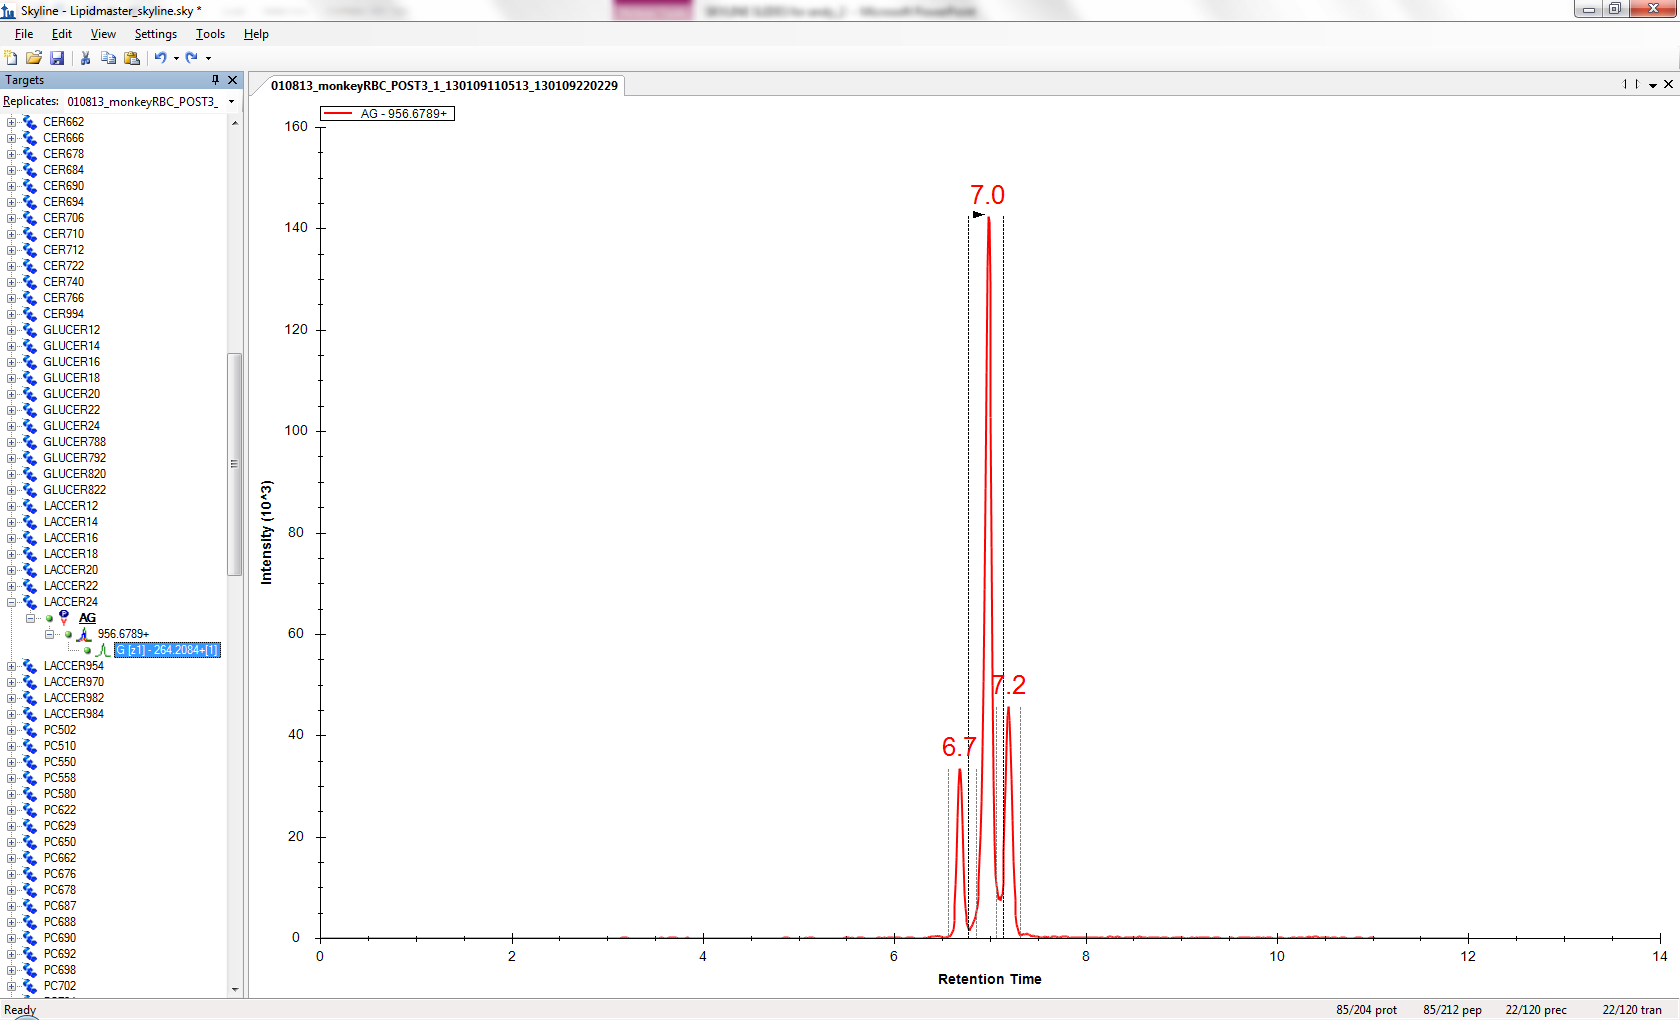 Skyline - Lipidmaster_skyline.sky *
File Edit View Settings Tools Help
Targets
Replicates: 010813_monkeyRBC_POST3_
CER662
CER666
CER678
CER684
CER690
CER694
CER706
CER710
CER712
CER722
CER740
CER766
CER994
GLUCER12
GLUCER14
GLUCER16
GLUCER18
GLUCER20
GLUCER22
GLUCER24
GLUCER788
GLUCER792
GLUCER820
GLUCER822
LACCER12
LACCER14
LACCER16
LACCER18
LACCER20
LACCER22
LACCER24
AG
956.6789+
G [z1] - 264.2084+[1]
LACCER954
LACCER970
LACCER982
LACCER984
PC502
PC510
PC550
PC558
PC580
PC622
PC629
PC650
PC662
PC676
PC678
PC687
PC688
PC690
PC692
PC698
PC702
010813_monkeyRBC_POST3_1_130109110513_130109220229
AG - 956.6789+
160
140
120
100
80
60
40
20
0
Intensity (10^3)
7.0
7.2
6.7
0 2 4 6 8 10 12 14
Retention Time
Ready
85/204 prot 85/212 pep 22/120 prec 22/120 tran